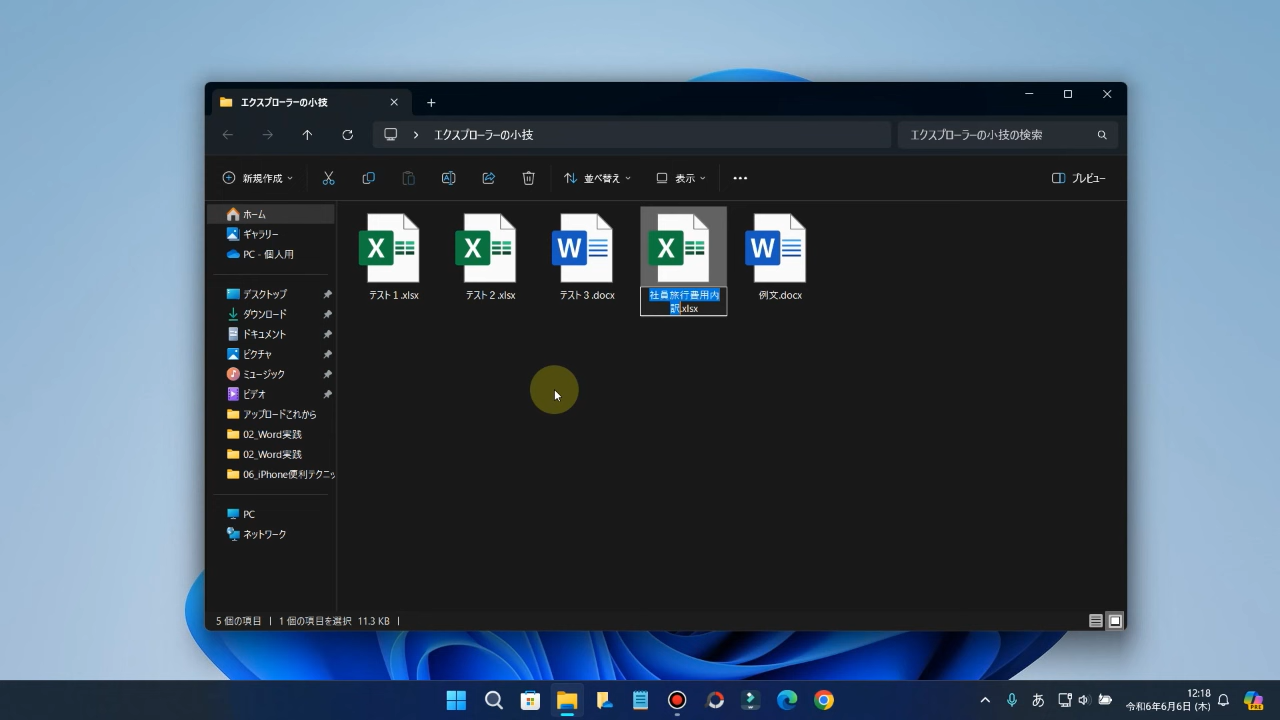 エクスプローラーの小技
エクスプローラーの小技
エクスプローラーの小技の検索
新規作成
並べ替え
表示
プレビュー
ホーム
ギャラリー
PC - 個人用
デスクトップ
ダウンロード
ドキュメント
ピクチャ
ミュージック
ビデオ
アップロードこれから
02_Word実践
02_Word実践
06_iPhone便利テクニッ
PC
ネットワーク
X
X
W
X
W
テスト1.xlsx
テスト2.xlsx
テスト3.docx
社員旅行費用内
訳.xlsx
例文.docx
5 個の項目
1 個の項目を選択 11.3 KB
あ
12:18
令和6年6月6日 (木)
PRE